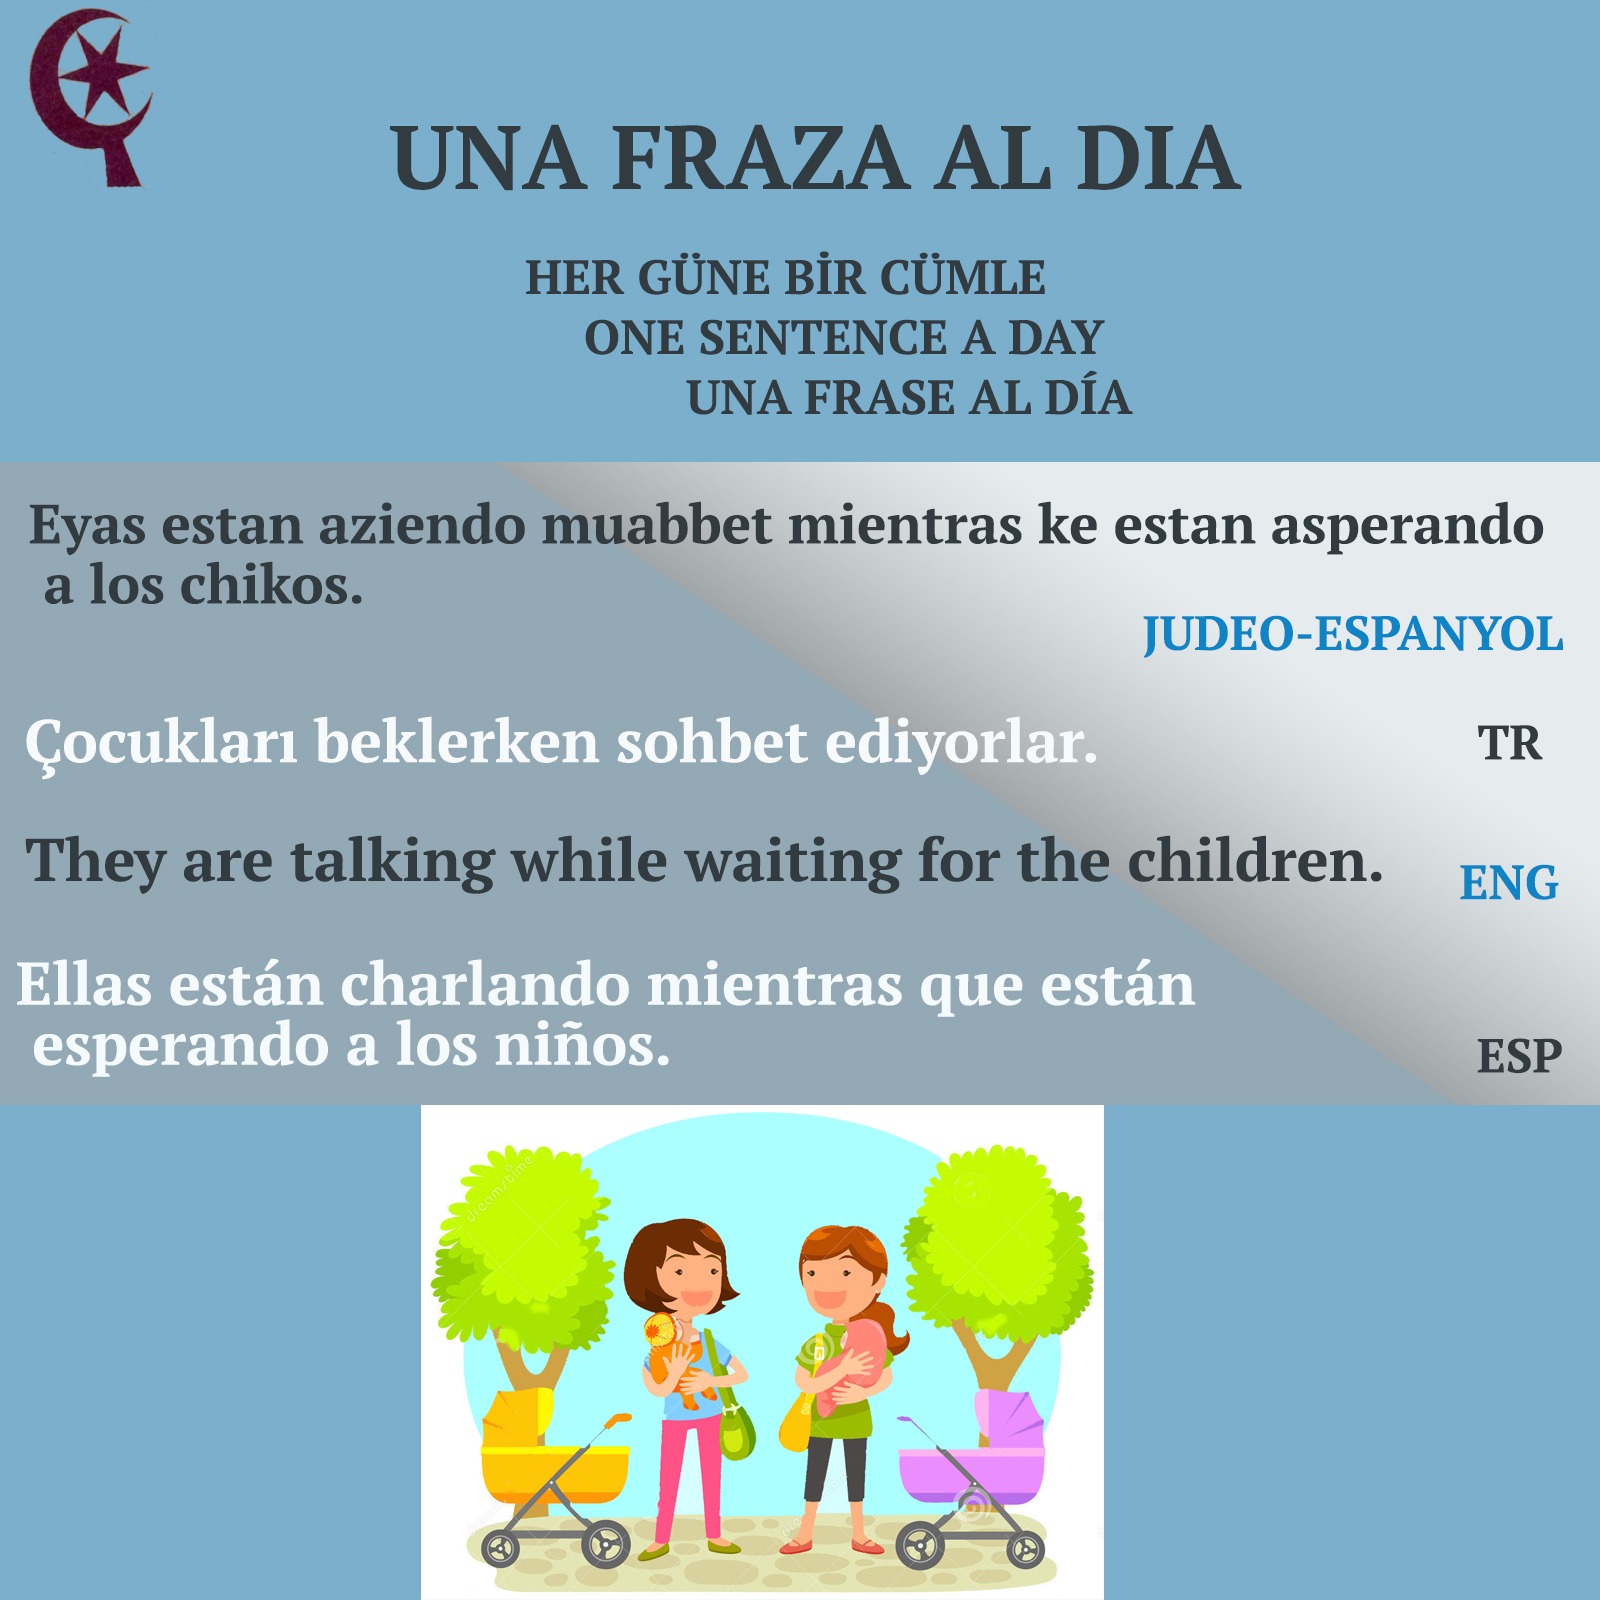 UNA FRAZA AL DIA
HER GÜNE BİR CÜMLE
ONE SENTENCE A DAY
UNA FRASE AL DÍA
Eyas estan aziendo muabbet mientras ke estan asperando
a los chikos.
JUDEO-ESPANYOL
Çocukları beklerken sohbet ediyorlar.
TR
They are talking while waiting for the children.
ENG
Ellas están charlando mientras que están
esperando a los niños.
ESP
dreamstime